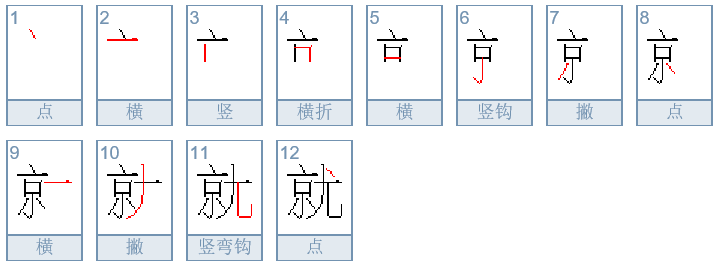 1 2 3 4 5 6 7 8
点 横 竖 横折 横 竖钩 撇 点
9 10 11 12
横 撇 竖弯钩 点